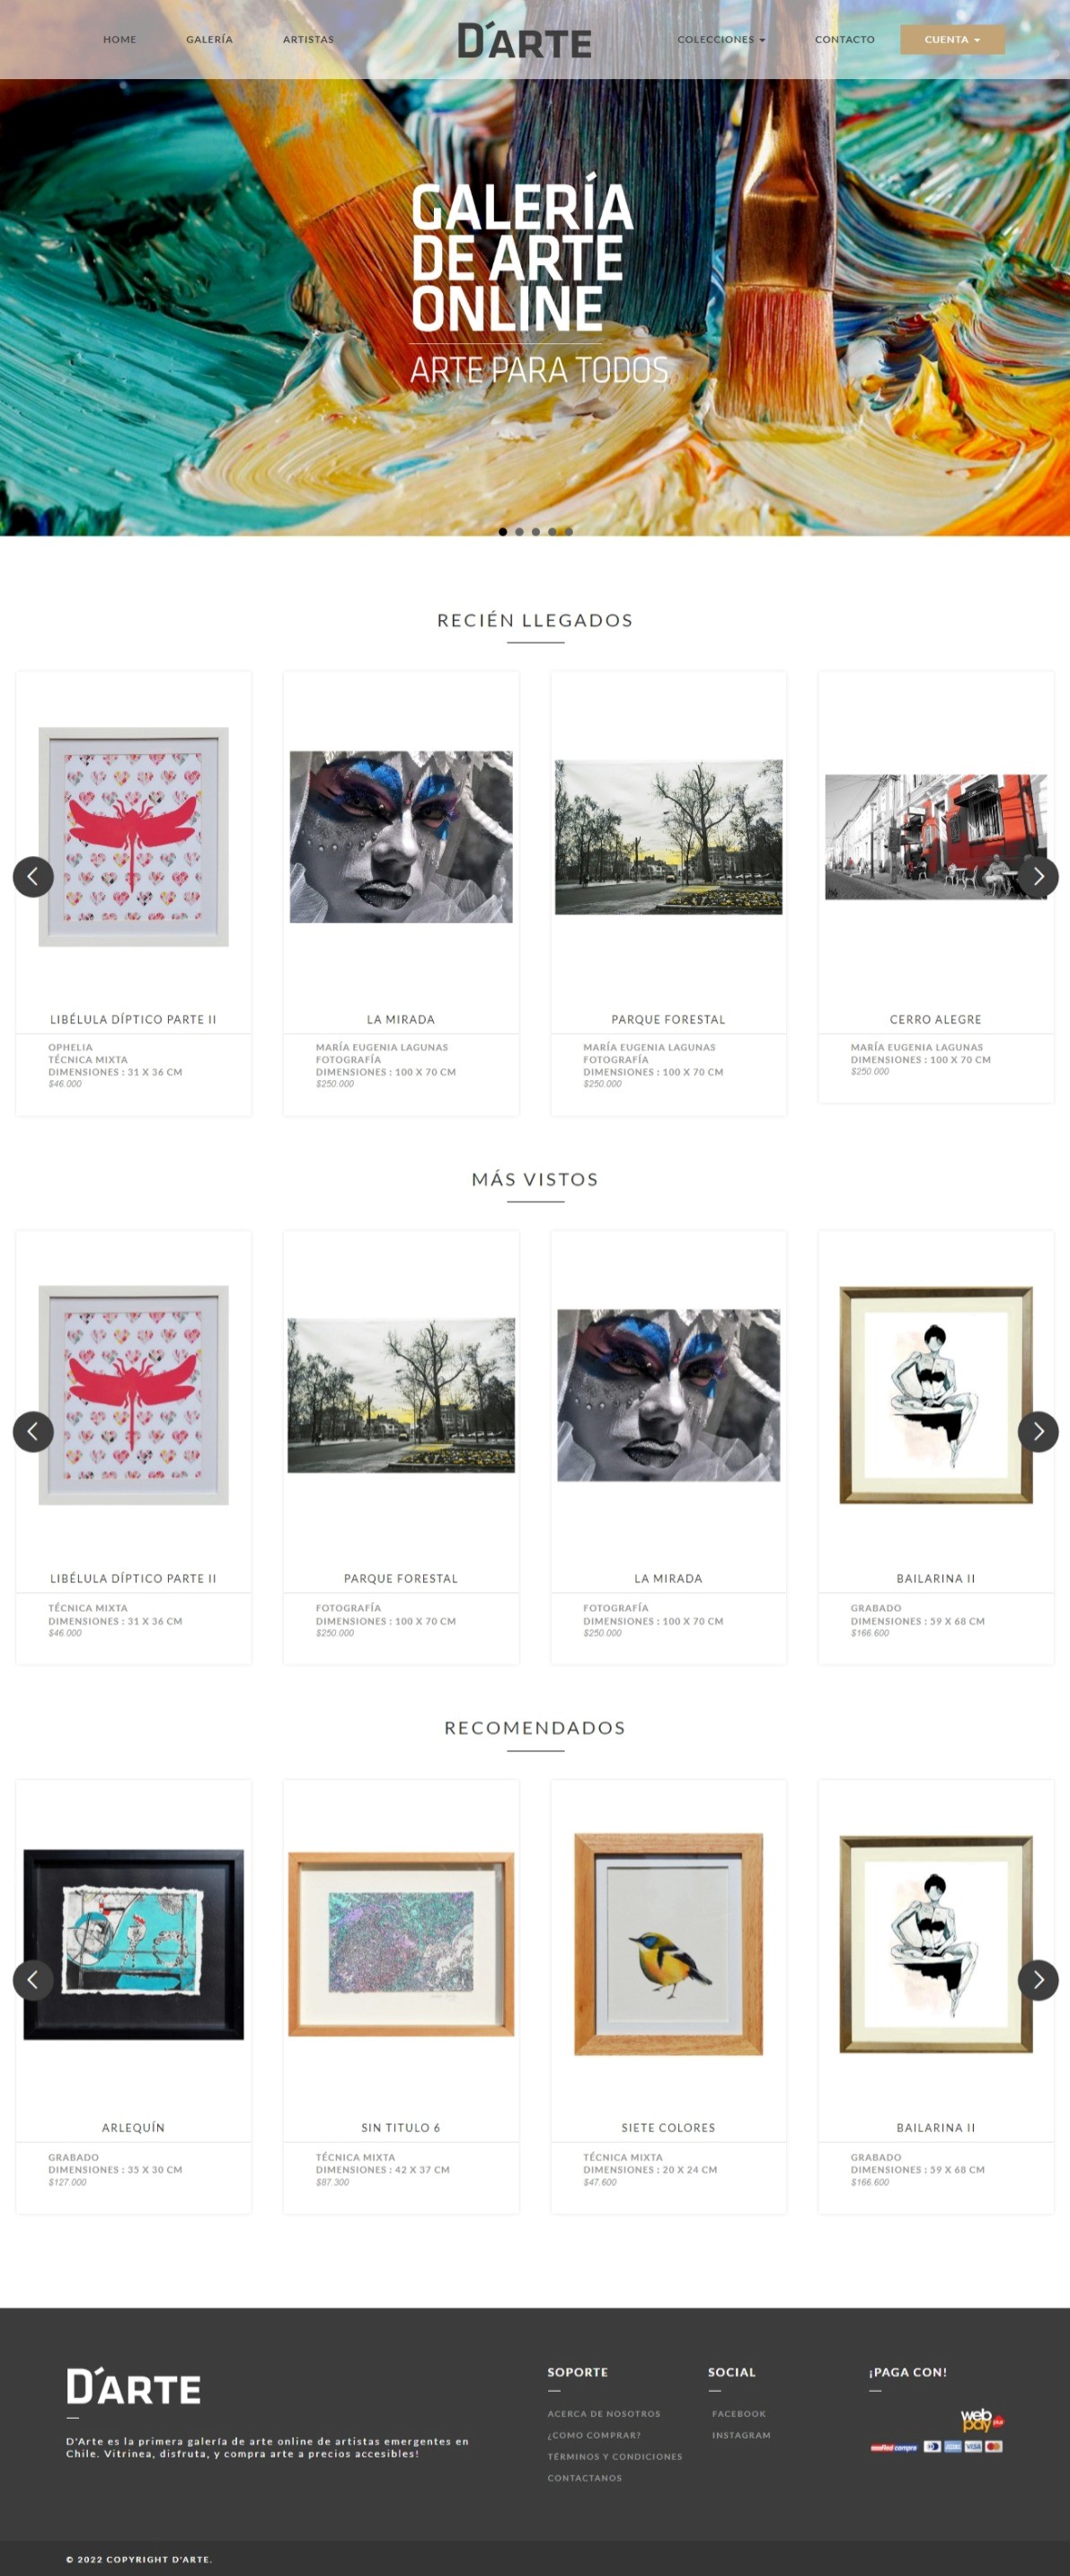 HOME
GALERÍA
ARTISTAS
D'ARTE
COLECCIONES
CONTACTO
CUENTA
GALERÍA
DE ARTE
ONLINE
ARTE PARA TODOS
RECIÉN LLEGADOS
LIBÉLULA DÍPTICO PARTE II
OPHELIA
TÉCNICA MIXTA
DIMENSIONES : 31 X 36 CM
$46.000
LA MIRADA
MARÍA EUGENIA LAGUNAS
FOTOGRAFÍA
DIMENSIONES : 100 X 70 CM
$250.000
PARQUE FORESTAL
MARÍA EUGENIA LAGUNAS
FOTOGRAFÍA
DIMENSIONES : 100 X 70 CM
$250.000
CERRO ALEGRE
MARÍA EUGENIA LAGUNAS
DIMENSIONES : 100 X 70 CM
$250.000
MÁS VISTOS
LIBÉLULA DÍPTICO PARTE II
TÉCNICA MIXTA
DIMENSIONES : 31 X 36 CM
$46.000
PARQUE FORESTAL
FOTOGRAFÍA
DIMENSIONES : 100 X 70 CM
$250.000
LA MIRADA
FOTOGRAFÍA
DIMENSIONES : 100 X 70 CM
$250.000
BAILARINA II
GRABADO
DIMENSIONES : 59 X 68 CM
$166.600
RECOMENDADOS
ARLEQUÍN
GRABADO
DIMENSIONES : 35 X 30 CM
$127.000
SIN TITULO 6
TÉCNICA MIXTA
DIMENSIONES : 42 X 37 CM
$87.300
SIETE COLORES
TÉCNICA MIXTA
DIMENSIONES : 20 X 24 CM
$47.600
BAILARINA II
GRABADO
DIMENSIONES : 59 X 68 CM
$166.600
D'ARTE
D'Arte es la primera galería de arte online de artistas emergentes en
Chile. Vitrinea, disfruta, y compra arte a precios accesibles!
SOPORTE
ACERCA DE NOSOTROS
¿COMO COMPRAR?
TÉRMINOS Y CONDICIONES
CONTACTANOS
SOCIAL
FACEBOOK
INSTAGRAM
¡PAGA CON!
web
pay plus
redcompra
VISA
© 2022 COPYRIGHT D'ARTE.